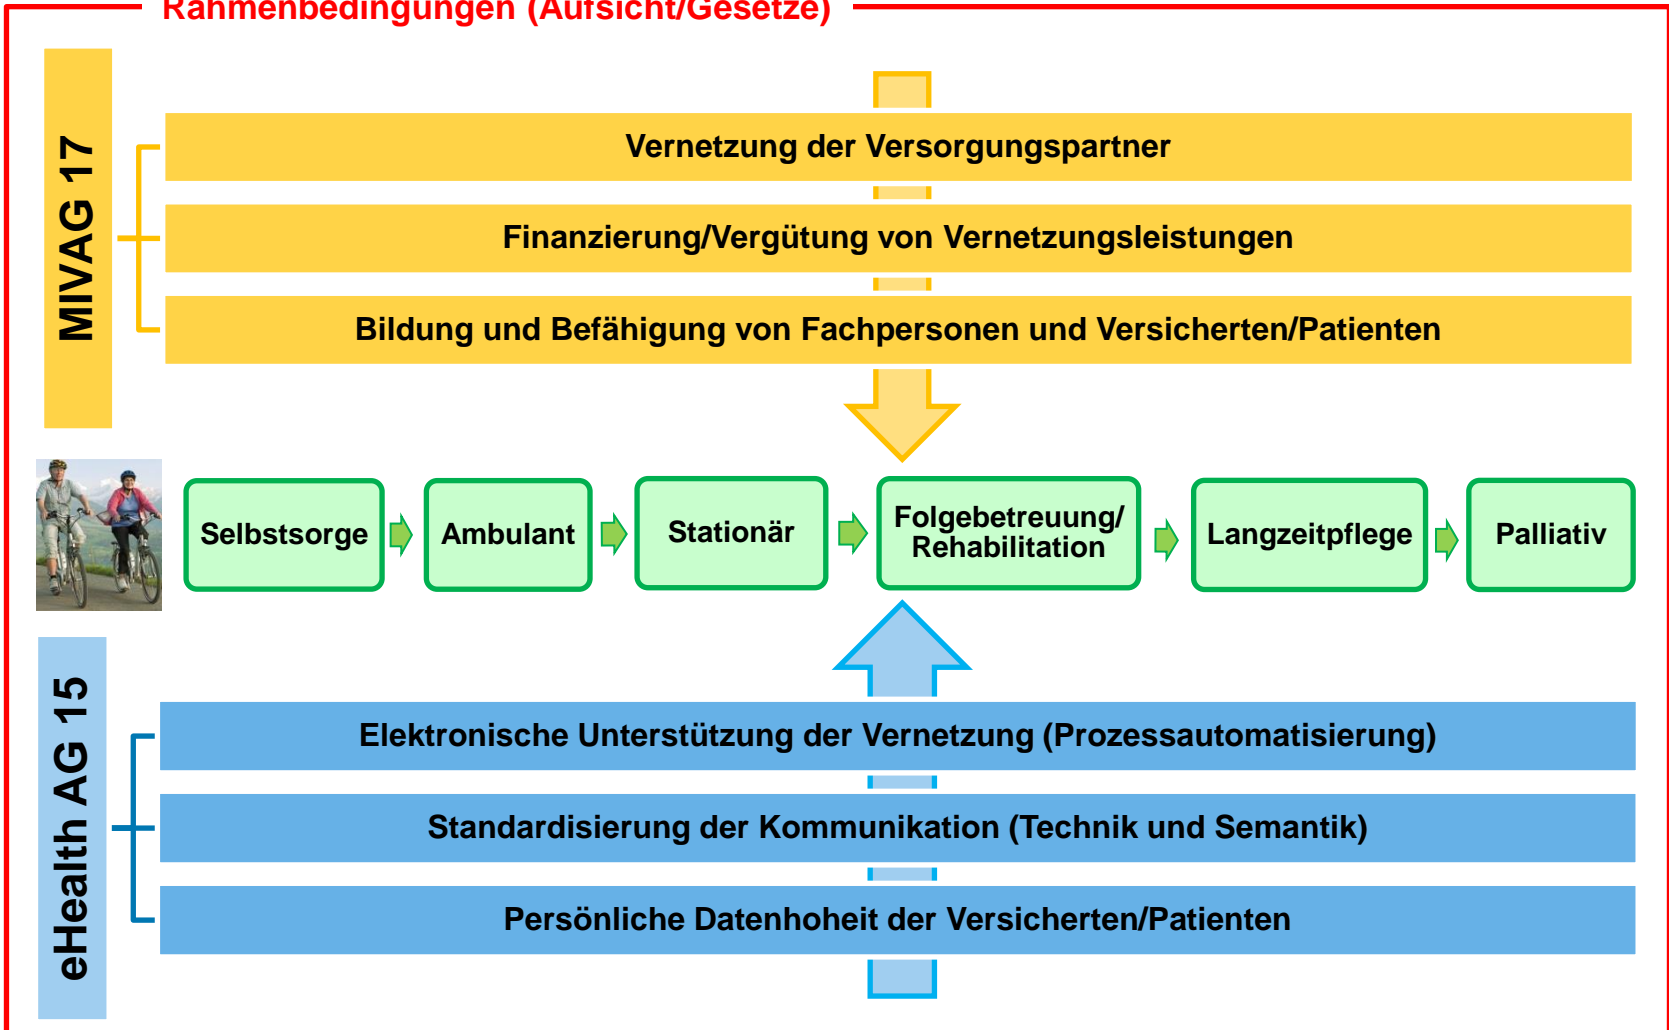 Rahmenbedingungen (Aufsicht/Gesetze)
MIVAG 17
Vernetzung der Versorgungspartner
Finanzierung/Vergütung von Vernetzungsleistungen
Bildung und Befähigung von Fachpersonen und Versicherten/Patienten
Selbstsorge
Ambulant
Stationär
Folgebetreuung/
Rehabilitation
Langzeitpflege
Palliativ
eHealth AG 15
Elektronische Unterstützung der Vernetzung (Prozessautomatisierung)
Standardisierung der Kommunikation (Technik und Semantik)
Persönliche Datenhoheit der Versicherten/Patienten